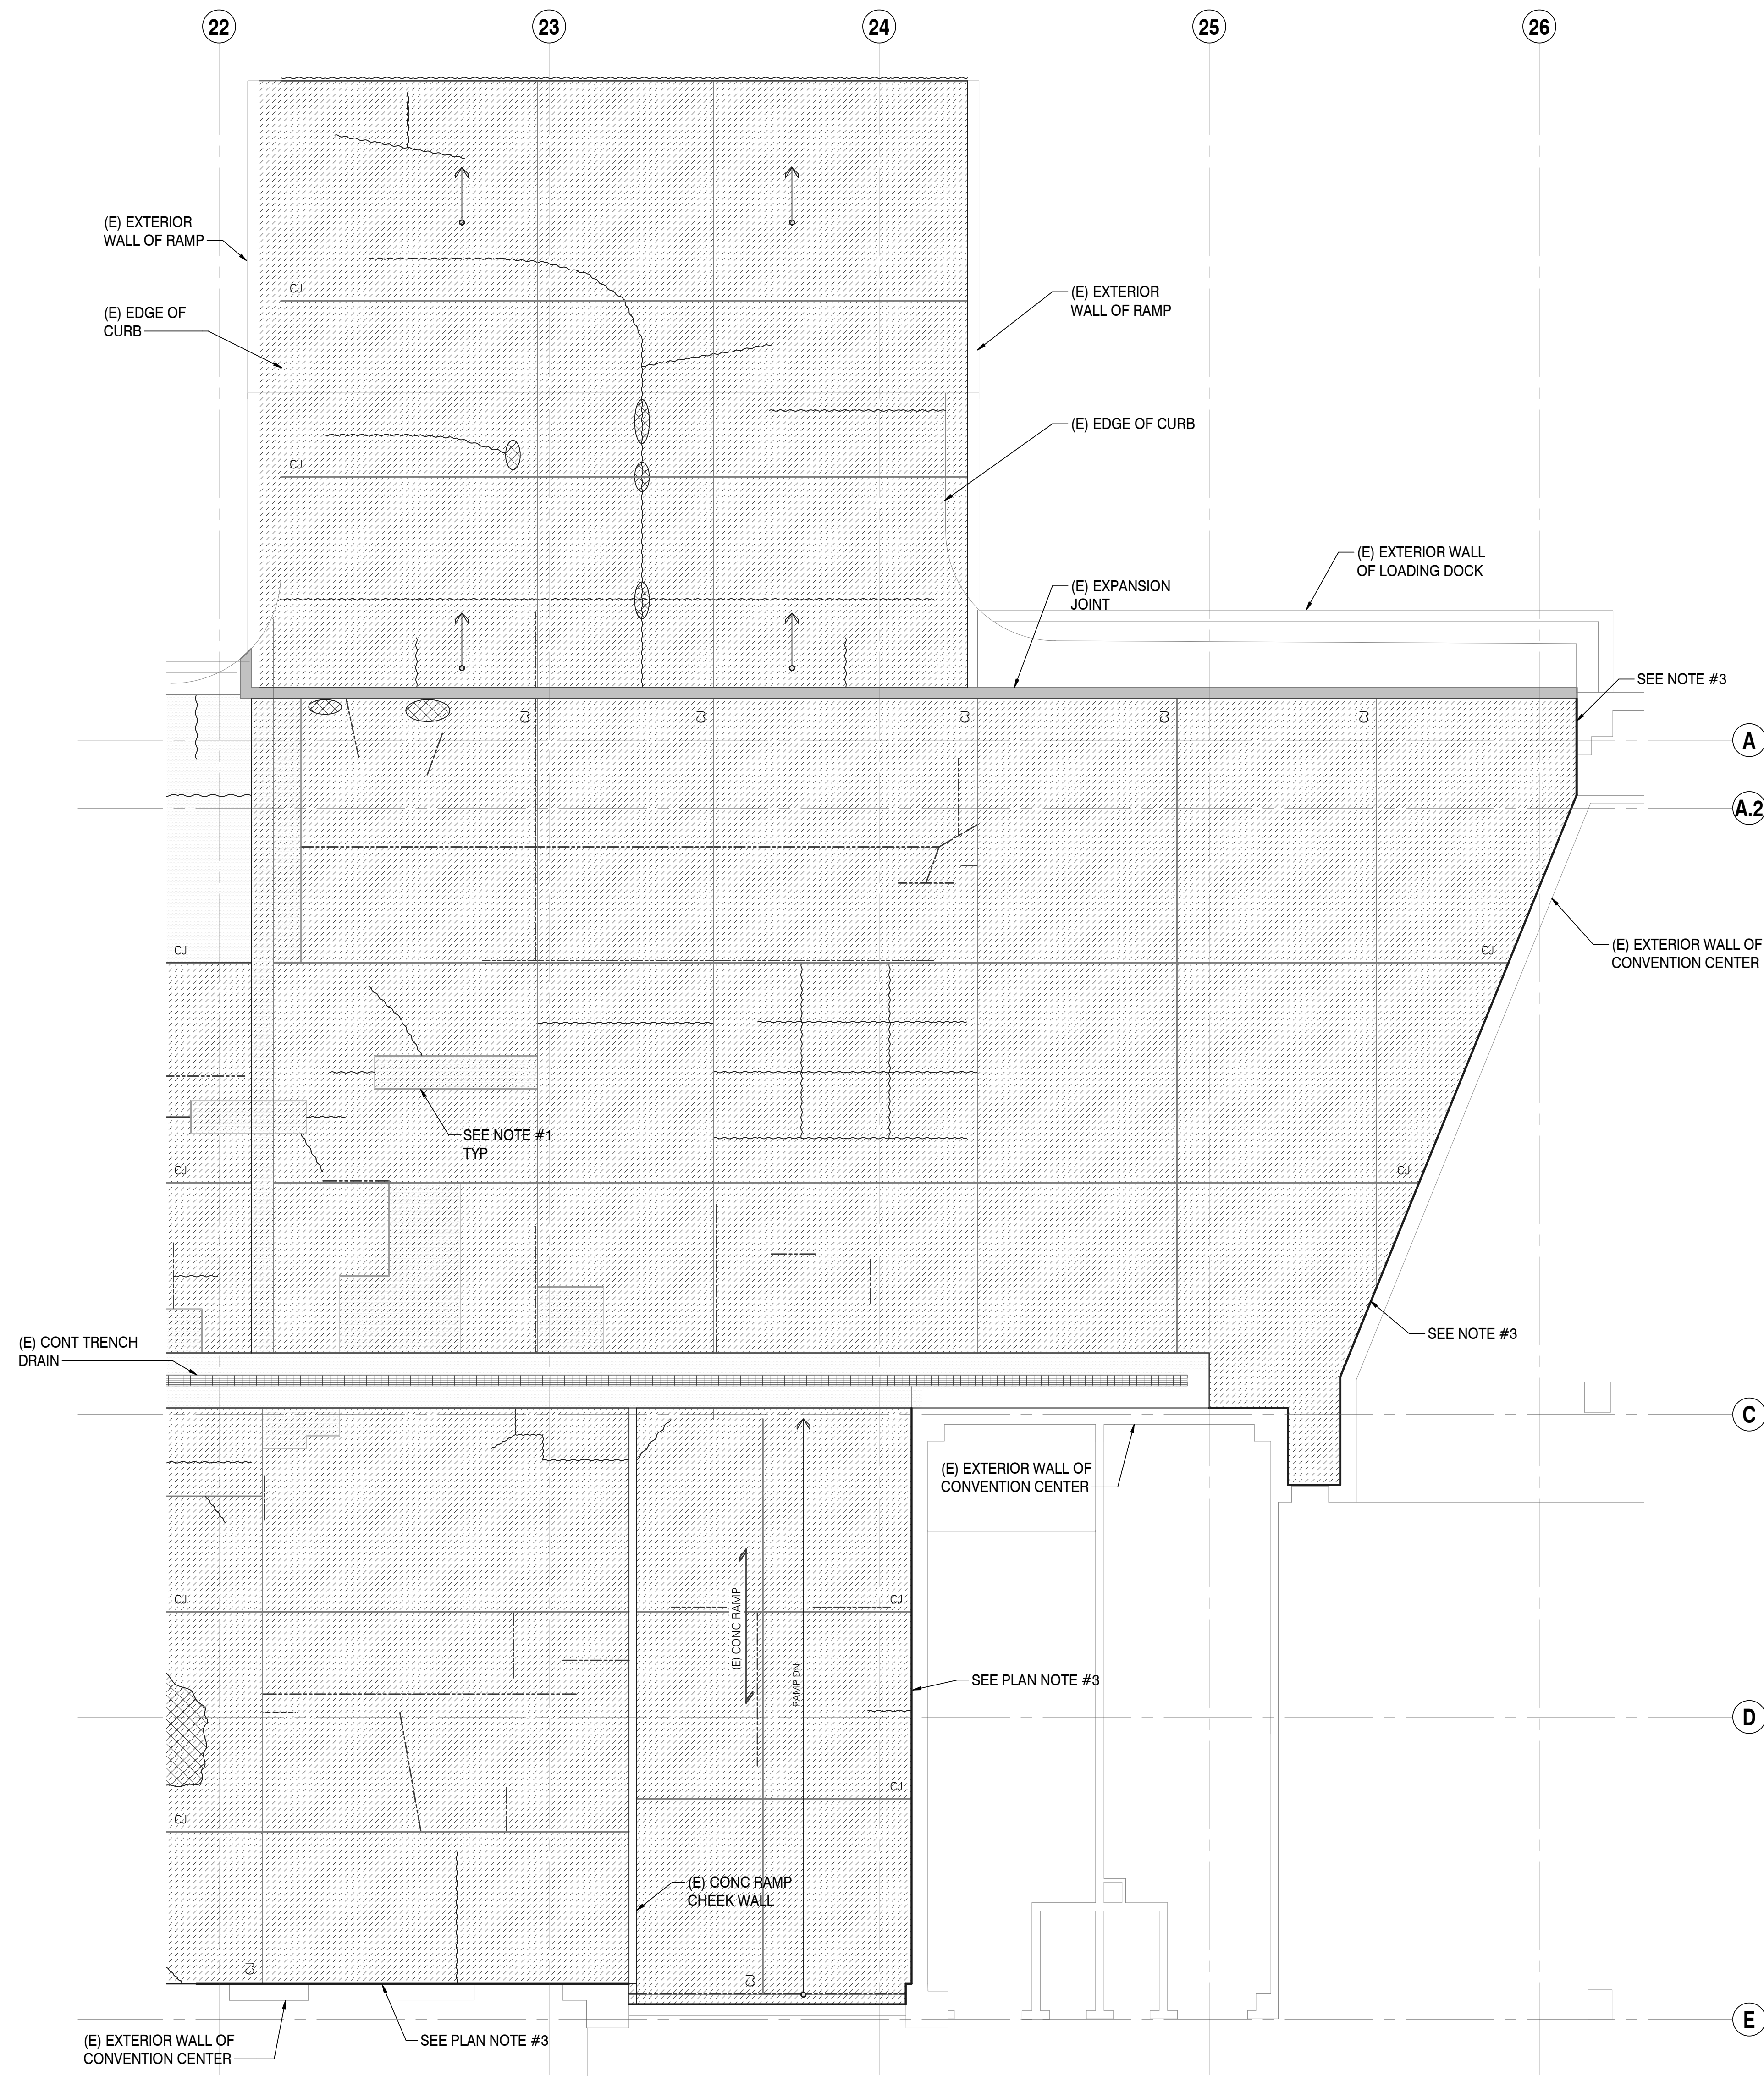 22
23
24
25
26
(E) EXTERIOR
WALL OF RAMP
CJ
(E) EXTERIOR
WALL OF RAMP
(E) EDGE OF
CURB
(E) EDGE OF CURB
CJ
(E) EXTERIOR WALL
OF LOADING DOCK
(E) EXPANSION
JOINT
SEE NOTE #3
CJ
CJ
CJ
CJ
CJ
A
A.2
CJ
CJ
(E) EXTERIOR WALL OF
CONVENTION CENTER
SEE NOTE #1
TYP
CJ
CJ
(E) CONT TRENCH
DRAIN
SEE NOTE #3
C
(E) EXTERIOR WALL OF
CONVENTION CENTER
CJ
CJ
(E) CONC RAMP
RAMP DN
SEE PLAN NOTE #3
D
CJ
CJ
(E) CONC RAMP
CHEEK WALL
CJ
CJ
E
(E) EXTERIOR WALL OF
CONVENTION CENTER
SEE PLAN NOTE #3